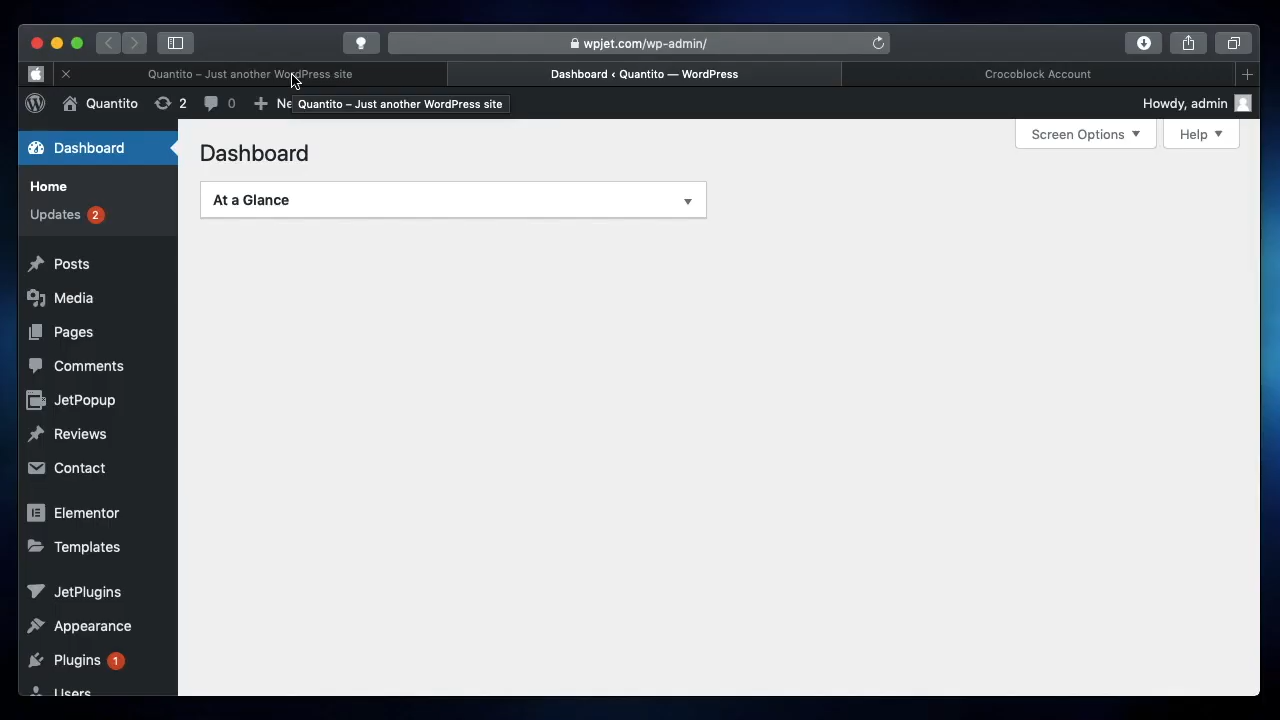 wpjet.com/wp-admin/
Quantito – Just another WordPress site
Dashboard ‹ Quantito — WordPress
Crocoblock Account
Quantito
2
0
Ne
Quantito – Just another WordPress site
Howdy, admin
Dashboard
Home
Updates 2
Posts
Media
Pages
Comments
JetPopup
Reviews
Contact
Elementor
Templates
JetPlugins
Appearance
Plugins 1
Users
Screen Options
Help
Dashboard
At a Glance